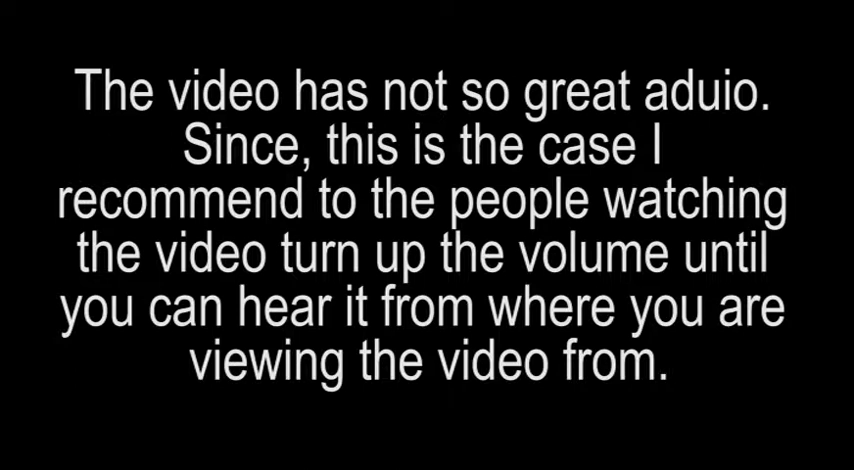 The video has not so great aduio.
Since, this is the case I
recommend to the people watching
the video turn up the volume until
you can hear it from where you are
viewing the video from.